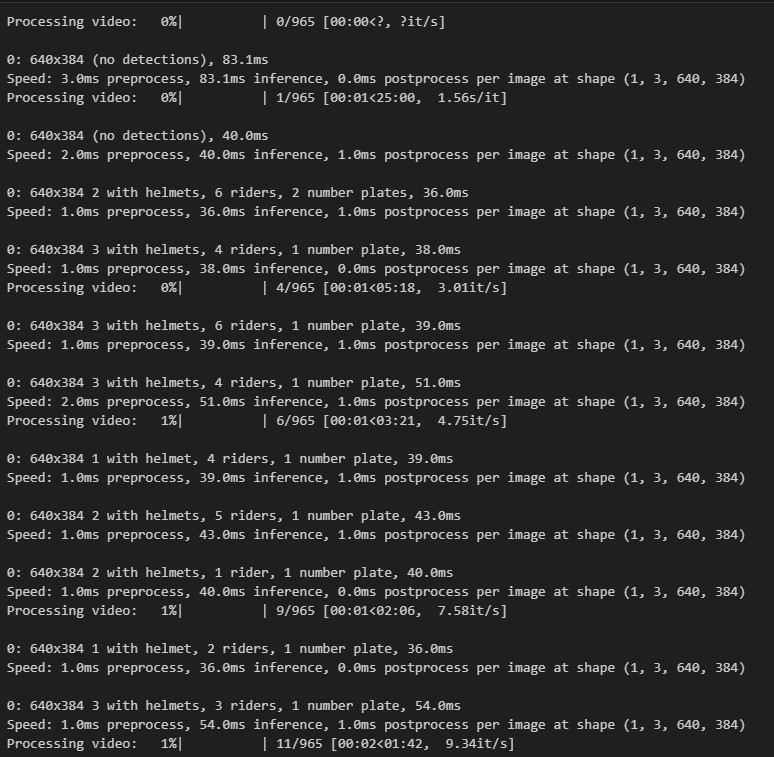 Processing video:   0%|          | 0/965 [00:00<?, ?it/s]
0: 640x384 (no detections), 83.1ms
Speed: 3.0ms preprocess, 83.1ms inference, 0.0ms postprocess per image at shape (1, 3, 640, 384)
Processing video:   0%|          | 1/965 [00:01<25:00,  1.56s/it]
0: 640x384 (no detections), 40.0ms
Speed: 2.0ms preprocess, 40.0ms inference, 1.0ms postprocess per image at shape (1, 3, 640, 384)
0: 640x384 2 with helmets, 6 riders, 2 number plates, 36.0ms
Speed: 1.0ms preprocess, 36.0ms inference, 1.0ms postprocess per image at shape (1, 3, 640, 384)
0: 640x384 3 with helmets, 4 riders, 1 number plate, 38.0ms
Speed: 1.0ms preprocess, 38.0ms inference, 0.0ms postprocess per image at shape (1, 3, 640, 384)
Processing video:   0%|          | 4/965 [00:01<05:18,  3.01it/s]
0: 640x384 3 with helmets, 6 riders, 1 number plate, 39.0ms
Speed: 1.0ms preprocess, 39.0ms inference, 1.0ms postprocess per image at shape (1, 3, 640, 384)
0: 640x384 3 with helmets, 4 riders, 1 number plate, 51.0ms
Speed: 2.0ms preprocess, 51.0ms inference, 1.0ms postprocess per image at shape (1, 3, 640, 384)
Processing video:   1%|          | 6/965 [00:01<03:21,  4.75it/s]
0: 640x384 1 with helmet, 4 riders, 1 number plate, 39.0ms
Speed: 1.0ms preprocess, 39.0ms inference, 1.0ms postprocess per image at shape (1, 3, 640, 384)
0: 640x384 2 with helmets, 5 riders, 1 number plate, 43.0ms
Speed: 1.0ms preprocess, 43.0ms inference, 1.0ms postprocess per image at shape (1, 3, 640, 384)
0: 640x384 2 with helmets, 1 rider, 1 number plate, 40.0ms
Speed: 1.0ms preprocess, 40.0ms inference, 0.0ms postprocess per image at shape (1, 3, 640, 384)
Processing video:   1%|          | 9/965 [00:01<02:06,  7.58it/s]
0: 640x384 1 with helmet, 2 riders, 1 number plate, 36.0ms
Speed: 1.0ms preprocess, 36.0ms inference, 0.0ms postprocess per image at shape (1, 3, 640, 384)
0: 640x384 3 with helmets, 3 riders, 1 number plate, 54.0ms
Speed: 1.0ms preprocess, 54.0ms inference, 1.0ms postprocess per image at shape (1, 3, 640, 384)
Processing video:   1%|          | 11/965 [00:02<01:42,  9.34it/s]